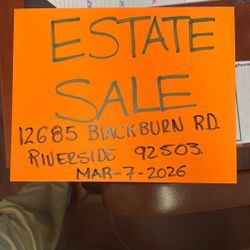 ESTATE
SALE
12685 BLACKBURN RD.
RIVERSIDE 92503.
MAR-7-2026